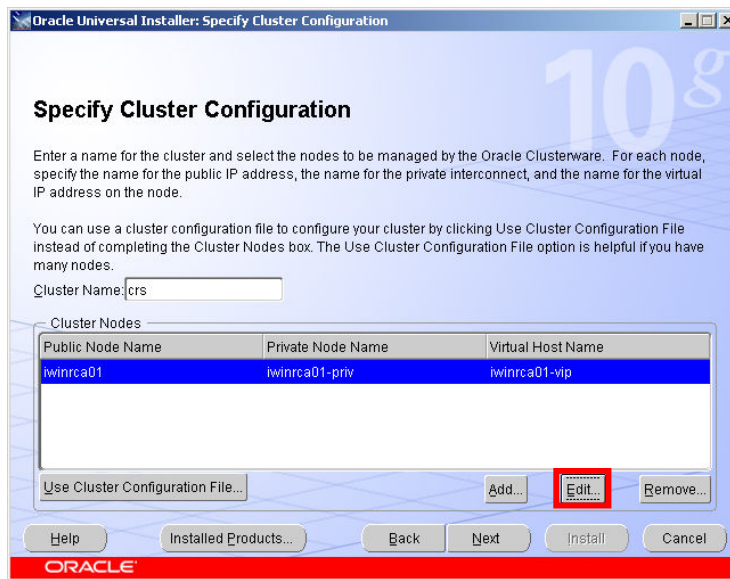 Oracle Universal Installer: Specify Cluster Configuration
10g
Specify Cluster Configuration
Enter a name for the cluster and select the nodes to be managed by the Oracle Clusterware. For each node,
specify the name for the public IP address, the name for the private interconnect, and the name for the virtual
IP address on the node.
You can use a cluster configuration file to configure your cluster by clicking Use Cluster Configuration File
instead of completing the Cluster Nodes box. The Use Cluster Configuration File option is helpful if you have
many nodes.
Cluster Name: crs
Cluster Nodes
Public Node Name Private Node Name Virtual Host Name
iwinrca01 iwinrca01-priv iwinrca01-vip
Use Cluster Configuration File... Add... Edit... Remove...
Help Installed Products... Back Next Install Cancel
ORACLE